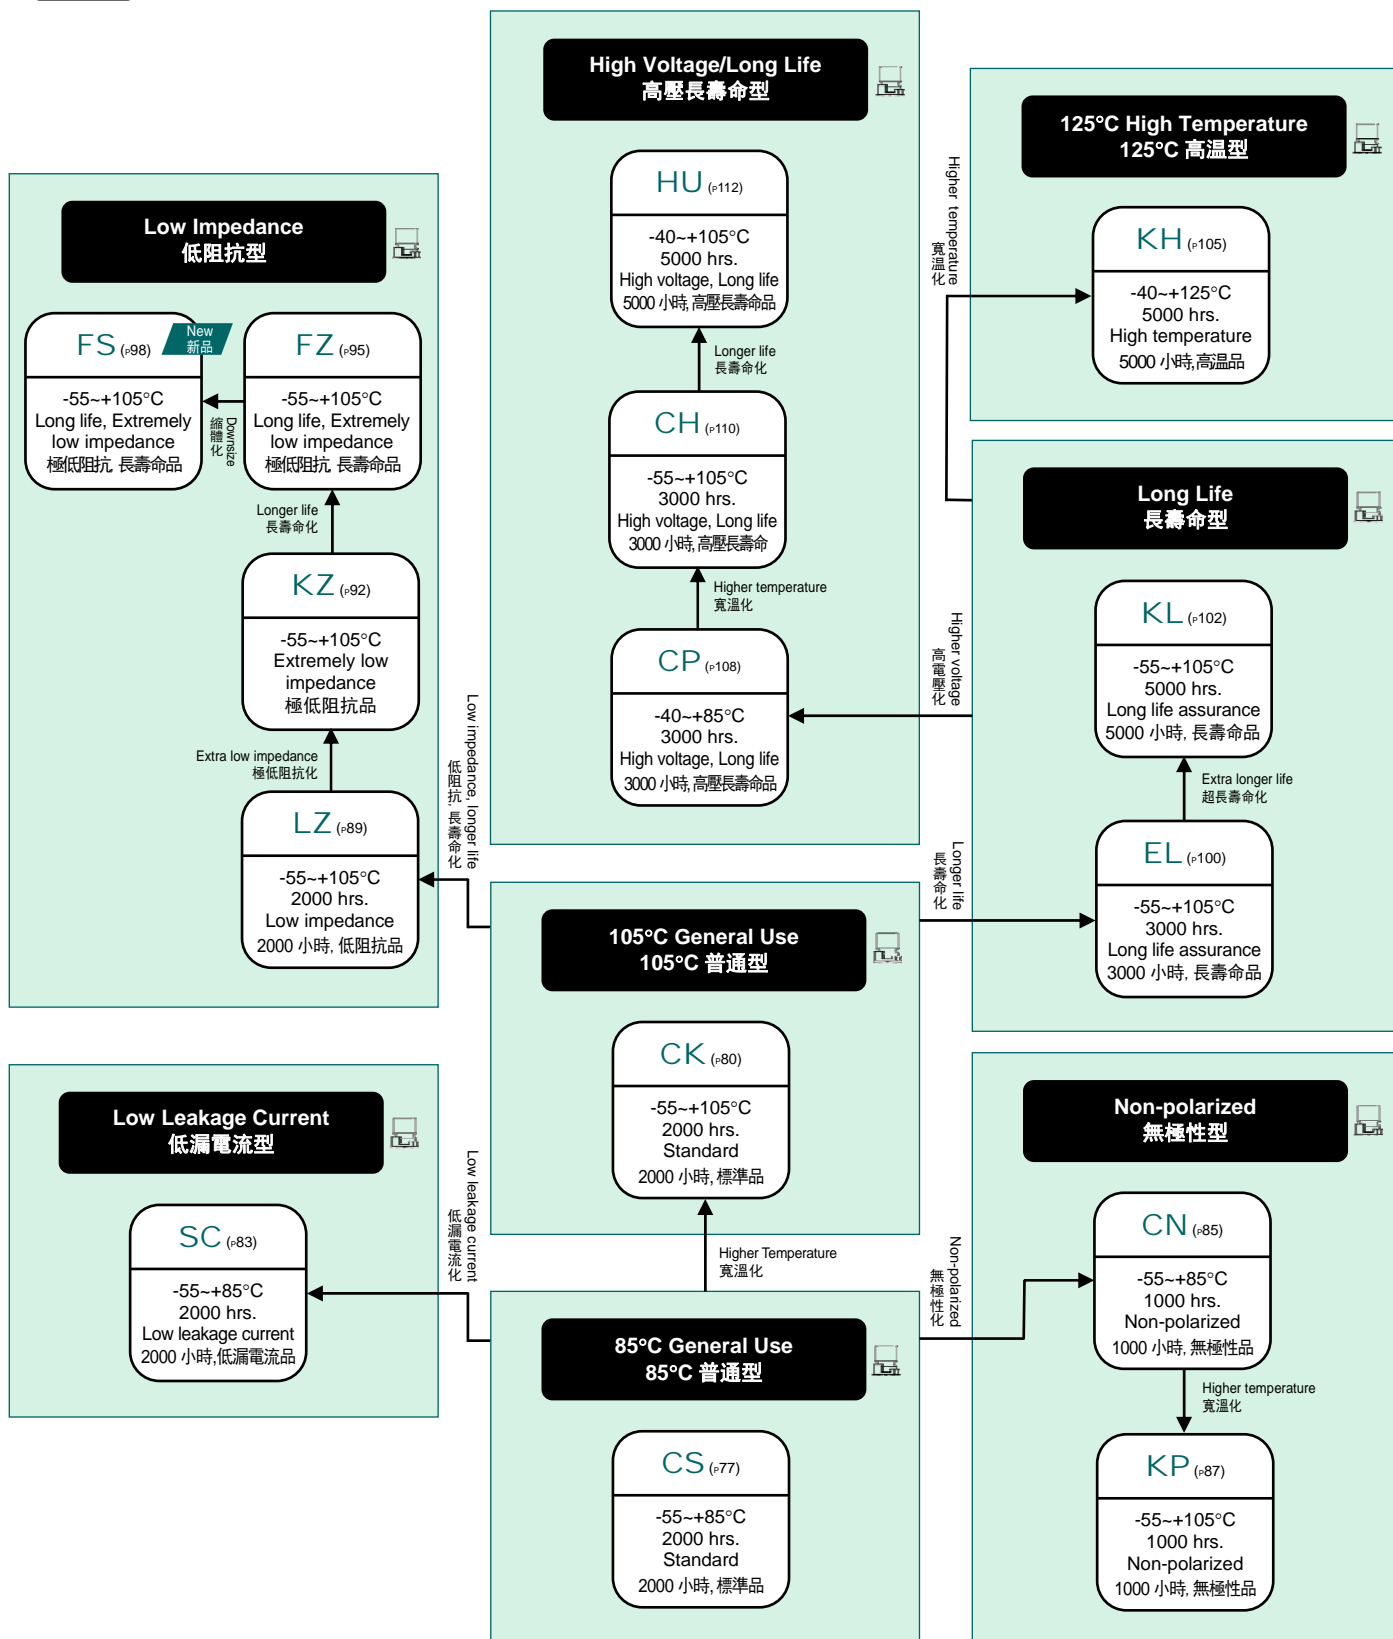 High Voltage/Long Life
高壓長壽命型
HU (P112)
-40~+105°C
5000 hrs.
High voltage, Long life
5000 小時, 高壓長壽命品
Longer life
長壽命化
CH (P110)
-55~+105°C
3000 hrs.
High voltage, Long life
3000 小時, 高壓長壽命
Higher temperature
寬溫化
CP (P108)
-40~+85°C
3000 hrs.
High voltage, Long life
3000 小時, 高壓長壽命品
125°C High Temperature
125°C 高温型
KH (P105)
-40~+125°C
5000 hrs.
High temperature
5000 小時, 高温品
Higher temperature
寬溫化
Low Impedance
低阻抗型
FS (P98)
New
新品
-55~+105°C
Long life, Extremely
low impedance
極低阻抗, 長壽命品
Downsize
縮體化
FZ (P95)
-55~+105°C
Long life, Extremely
low impedance
極低阻抗, 長壽命品
Longer life
長壽命化
KZ (P92)
-55~+105°C
Extremely low
impedance
極低阻抗品
Extra low impedance
極低阻抗化
LZ (P89)
-55~+105°C
2000 hrs.
Low impedance
2000 小時, 低阻抗品
Low impedance, longer life
低阻抗, 長壽命化
Long Life
長壽命型
KL (P102)
-55~+105°C
5000 hrs.
Long life assurance
5000 小時, 長壽命品
Higher voltage
高電壓化
Extra longer life
超長壽命化
EL (P100)
-55~+105°C
3000 hrs.
Long life assurance
3000 小時, 長壽命品
Longer life
長壽命化
105°C General Use
105°C 普通型
CK (P80)
-55~+105°C
2000 hrs.
Standard
2000 小時, 標準品
Higher Temperature
寬溫化
Low Leakage Current
低漏電流型
SC (P83)
-55~+85°C
2000 hrs.
Low leakage current
2000 小時, 低漏電流品
Low leakage current
低漏電流化
85°C General Use
85°C 普通型
CS (P77)
-55~+85°C
2000 hrs.
Standard
2000 小時, 標準品
Non-polarized
無極性化
Non-polarized
無極性型
CN (P85)
-55~+85°C
1000 hrs.
Non-polarized
1000 小時, 無極性品
Higher temperature
寬溫化
KP (P87)
-55~+105°C
1000 hrs.
Non-polarized
1000 小時, 無極性品